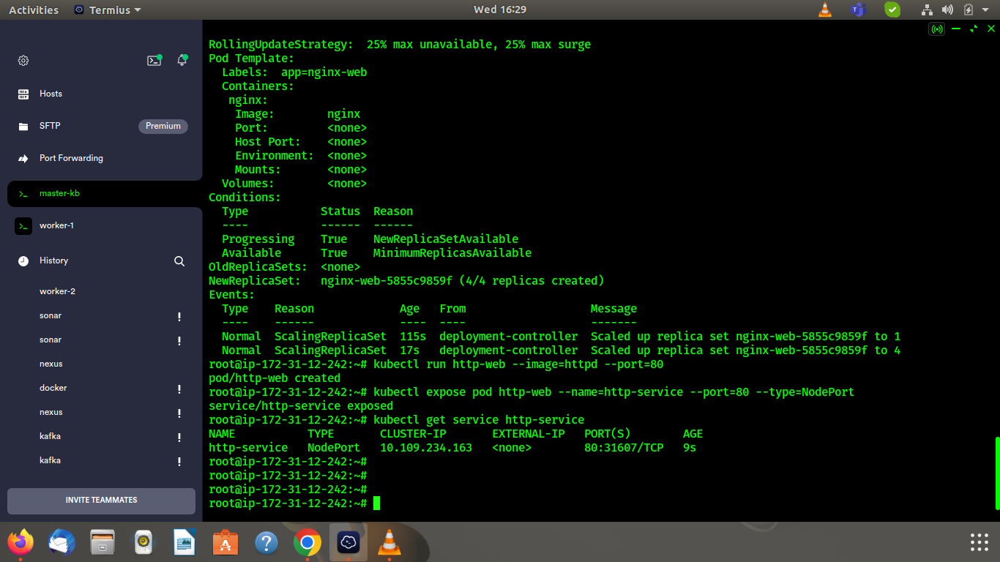 Activities
Termius
Wed 16:29
Hosts
SFTP
Premium
Port Forwarding
master-kb
worker-1
History
worker-2
sonar
sonar
nexus
docker
nexus
kafka
kafka
INVITE TEAMMATES
RollingUpdateStrategy:  25% max unavailable, 25% max surge
Pod Template:
  Labels:  app=nginx-web
  Containers:
   nginx:
    Image:        nginx
    Port:         <none>
    Host Port:    <none>
    Environment:  <none>
    Mounts:       <none>
  Volumes:        <none>
Conditions:
  Type           Status  Reason
  ----           ------  ------
  Progressing    True    NewReplicaSetAvailable
  Available      True    MinimumReplicasAvailable
OldReplicaSets:  <none>
NewReplicaSet:   nginx-web-5855c9859f (4/4 replicas created)
Events:
  Type    Reason             Age   From                   Message
  ----    ------             ----  ----                   -------
  Normal  ScalingReplicaSet  115s  deployment-controller  Scaled up replica set nginx-web-5855c9859f to 1
  Normal  ScalingReplicaSet  17s   deployment-controller  Scaled up replica set nginx-web-5855c9859f to 4
root@ip-172-31-12-242:~# kubectl run http-web --image=httpd --port=80
pod/http-web created
root@ip-172-31-12-242:~# kubectl expose pod http-web --name=http-service --port=80 --type=NodePort
service/http-service exposed
root@ip-172-31-12-242:~# kubectl get service http-service
NAME           TYPE       CLUSTER-IP       EXTERNAL-IP   PORT(S)        AGE
http-service   NodePort   10.109.234.163   <none>        80:31607/TCP   9s
root@ip-172-31-12-242:~#
root@ip-172-31-12-242:~#
root@ip-172-31-12-242:~#
root@ip-172-31-12-242:~#